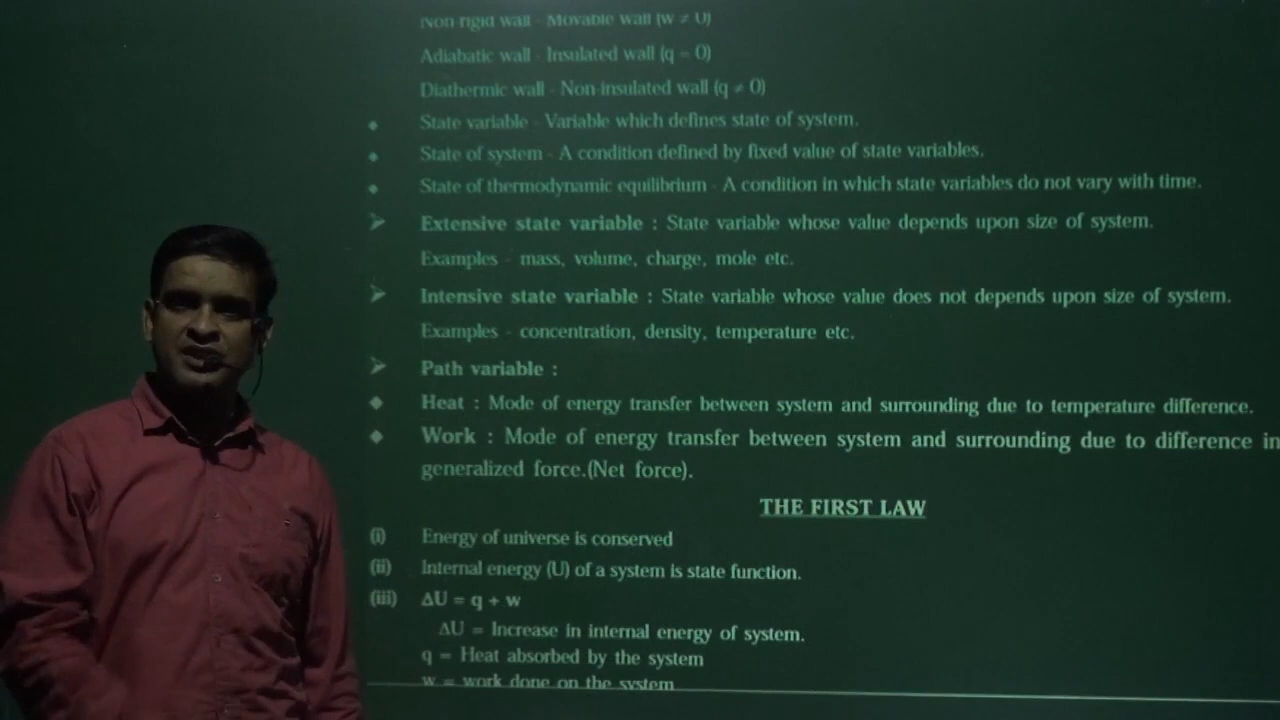 Non-rigid wall - Movable wall (w ≠ 0)
Adiabatic wall - Insulated wall (q = 0)
Diathermic wall - Non-insulated wall (q ≠ 0)
• State variable - Variable which defines state of system.
• State of system - A condition defined by fixed value of state variables.
• State of thermodynamic equilibrium - A condition in which state variables do not vary with time.
➤ Extensive state variable : State variable whose value depends upon size of system.
Examples - mass, volume, charge, mole etc.
➤ Intensive state variable : State variable whose value does not depends upon size of system.
Examples - concentration, density, temperature etc.
➤ Path variable :
◆ Heat : Mode of energy transfer between system and surrounding due to temperature difference.
◆ Work : Mode of energy transfer between system and surrounding due to difference in
generalized force.(Net force).
THE FIRST LAW
(i) Energy of universe is conserved
(ii) Internal energy (U) of a system is state function.
(iii) ΔU = q + w
ΔU = Increase in internal energy of system.
q = Heat absorbed by the system
w = work done on the system